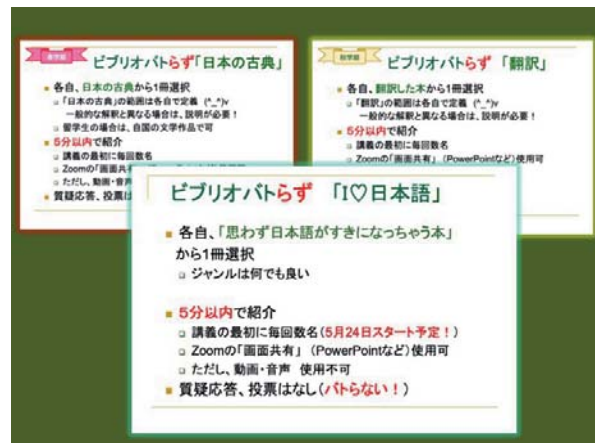 春学期
ビブリオバトらず「日本の古典」
各自、日本の古典から1冊選択
「日本の古典」の範囲は各自で定義 (^_^)v
一般的な解釈と異なる場合は、説明が必要！
留学生の場合は、自国の文学作品で可
5分以内で紹介
講義の最初に毎回数名
Zoomの「画面共有
ただし、動画・音声
質疑応答、投票は
秋学期
ビブリオバトらず 「翻訳」
各自、翻訳した本から1冊選択
「翻訳」の範囲は各自で定義 (^_^)v
一般的な解釈と異なる場合は、説明が必要！
5分以内で紹介
講義の最初に毎回数名
Zoomの「画面共有」（PowerPointなど）使用可
ビブリオバトらず 「I♡日本語」
各自、「思わず日本語がすきになっちゃう本」
から1冊選択
ジャンルは何でも良い
5分以内で紹介
講義の最初に毎回数名（5月24日スタート予定！）
Zoomの「画面共有」（PowerPointなど）使用可
ただし、動画・音声 使用不可
質疑応答、投票はなし（バトらない！）